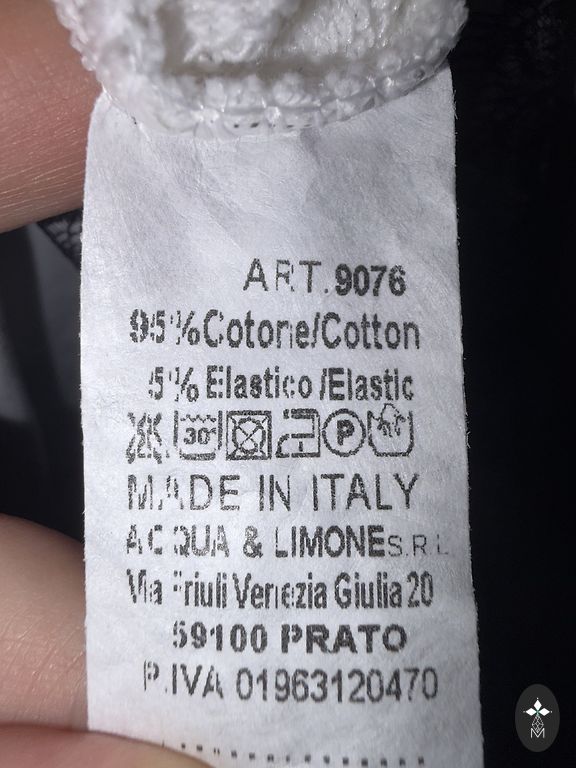 ART.9076
95%Cotone/Cotton
5% Elastico /Elastic
30° P
MADE IN ITALY
ACQUA & LIMONE S.R.L
Via Friuli Venezia Giulia 20
59100 PRATO
P.IVA 01963120470
M